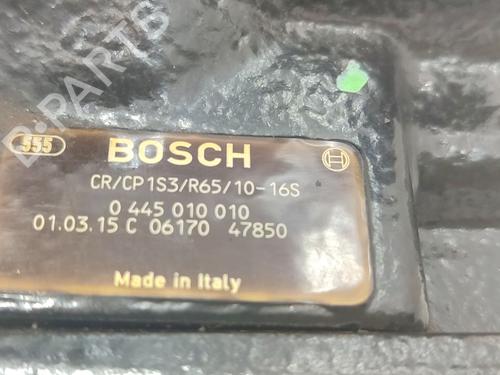 B-Parts
555 BOSCH
CR/CP1S3/R65/10-16S
0 445 010 010
01.03.15 C 06170 47850
Made in Italy